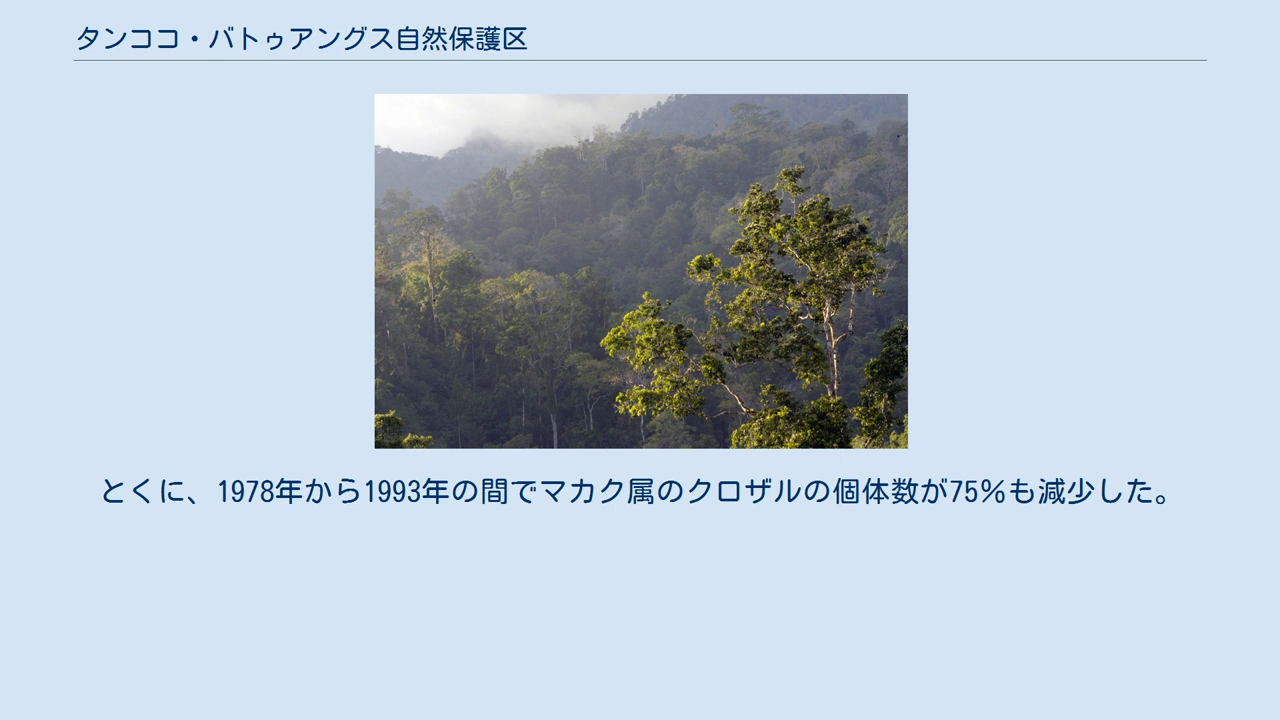 タンココ・バトゥアングス自然保護区
とくに、1978年から1993年の間でマカク属のクロザルの個体数が75％も減少した。